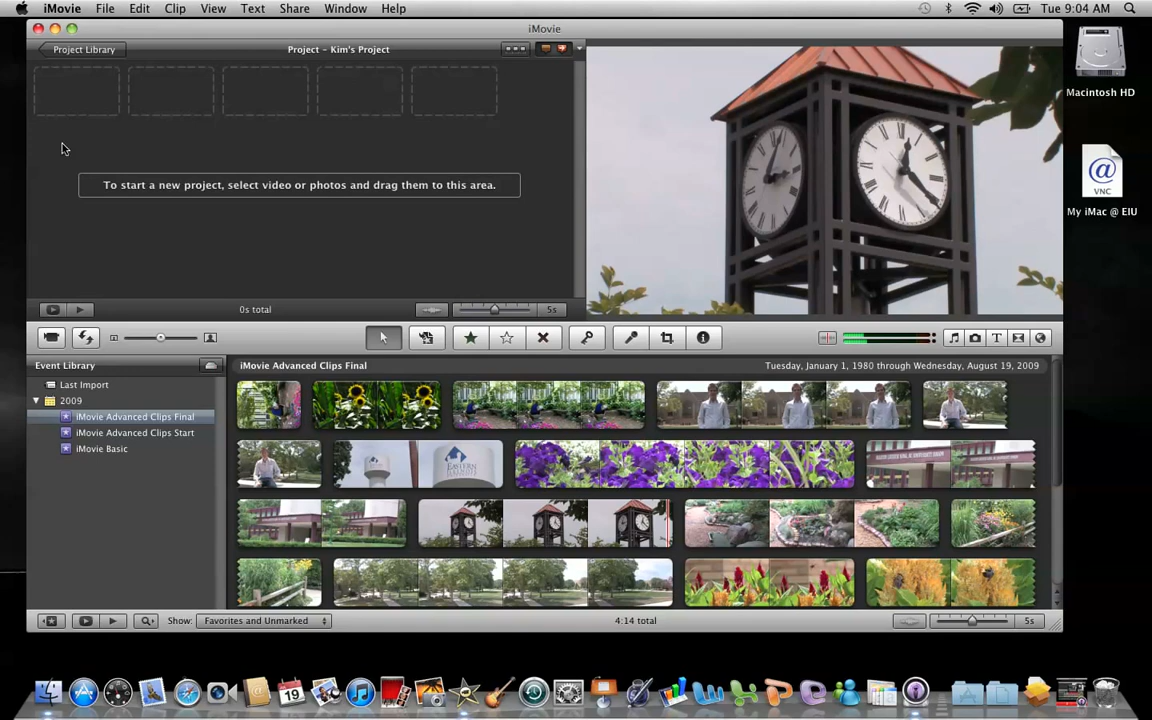 iMovie File Edit Clip View Text Share Window Help
Tue 9:04 AM
iMovie
Project Library
Project – Kim's Project
To start a new project, select video or photos and drag them to this area.
0s total
5s
Macintosh HD
@
VNC
My iMac @ EIU
Event Library
Last Import
2009
iMovie Advanced Clips Final
iMovie Advanced Clips Start
iMovie Basic
iMovie Advanced Clips Final
Tuesday, January 1, 1980 through Wednesday, August 19, 2009
EASTERN
Show: Favorites and Unmarked
4:14 total
5s
19